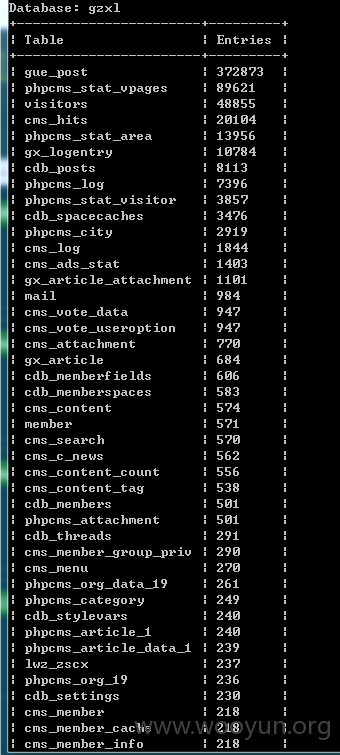 Database: gzxl
+------------------------+---------+
| Table | Entries |
+------------------------+---------+
| gue_post | 372873 |
| phpcms_stat_vpages | 89621 |
| visitors | 48855 |
| cms_hits | 20104 |
| phpcms_stat_area | 13956 |
| gx_logentry | 10784 |
| cdb_posts | 8113 |
| phpcms_log | 7396 |
| phpcms_stat_visitor | 3857 |
| cdb_spacecaches | 3476 |
| phpcms_city | 2919 |
| cms_log | 1844 |
| cms_ads_stat | 1403 |
| gx_article_attachment | 1101 |
| mail | 984 |
| cms_vote_data | 947 |
| cms_vote_useroption | 947 |
| cms_attachment | 770 |
| gx_article | 684 |
| cdb_memberfields | 606 |
| cdb_memberspaces | 583 |
| cms_content | 574 |
| member | 571 |
| cms_search | 570 |
| cms_c_news | 562 |
| cms_content_count | 556 |
| cms_content_tag | 538 |
| cdb_members | 501 |
| phpcms_attachment | 501 |
| cdb_threads | 291 |
| cms_member_group_priv | 290 |
| cms_menu | 270 |
| phpcms_org_data_19 | 261 |
| phpcms_category | 249 |
| cdb_stylevars | 240 |
| phpcms_article_1 | 240 |
| phpcms_article_data_1 | 239 |
| lwz_zscx | 237 |
| phpcms_org_19 | 236 |
| cdb_settings | 230 |
| cms_member | 218 |
| cms_member_cache | 218 |
| cms_member_info | 218 |
www.wooyun.org